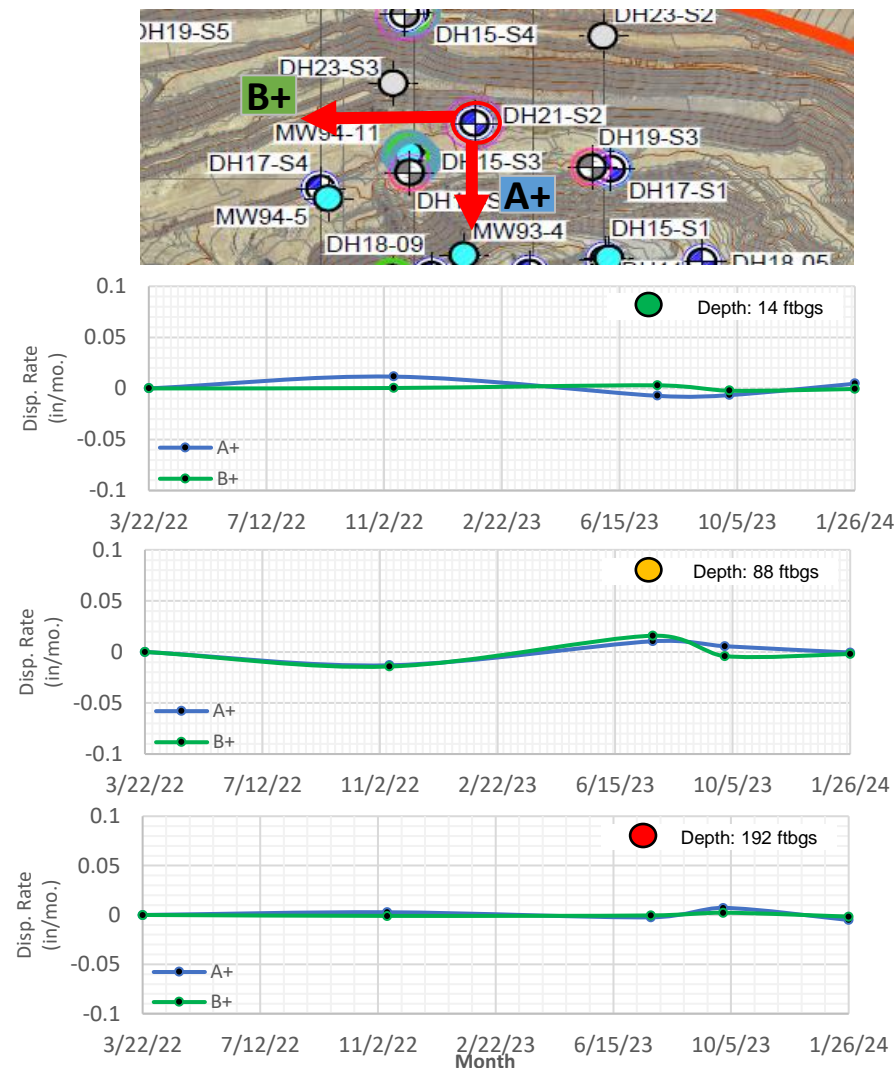 DH23-S2
DH19-S5
DH15-S4
DH23-S3
B+
DH21-S2
MW94-11
DH19-S3
DH17-S4
DH15-S3
DH17-S1
A+
MW94-5
MW93-4
DH15-S1
DH18-09
DH18-05
0.1
0.05
0
-0.05
-0.1
Disp. Rate
(in/mo.)
Depth: 14 ftbgs
A+
B+
3/22/22 7/12/22 11/2/22 2/22/23 6/15/23 10/5/23 1/26/24
0.1
0.05
0
-0.05
-0.1
Disp. Rate
(in/mo.)
Depth: 88 ftbgs
A+
B+
3/22/22 7/12/22 11/2/22 2/22/23 6/15/23 10/5/23 1/26/24
0.1
0.05
0
-0.05
-0.1
Disp. Rate
(in/mo.)
Depth: 192 ftbgs
A+
B+
3/22/22 7/12/22 11/2/22 2/22/23 6/15/23 10/5/23 1/26/24
Month